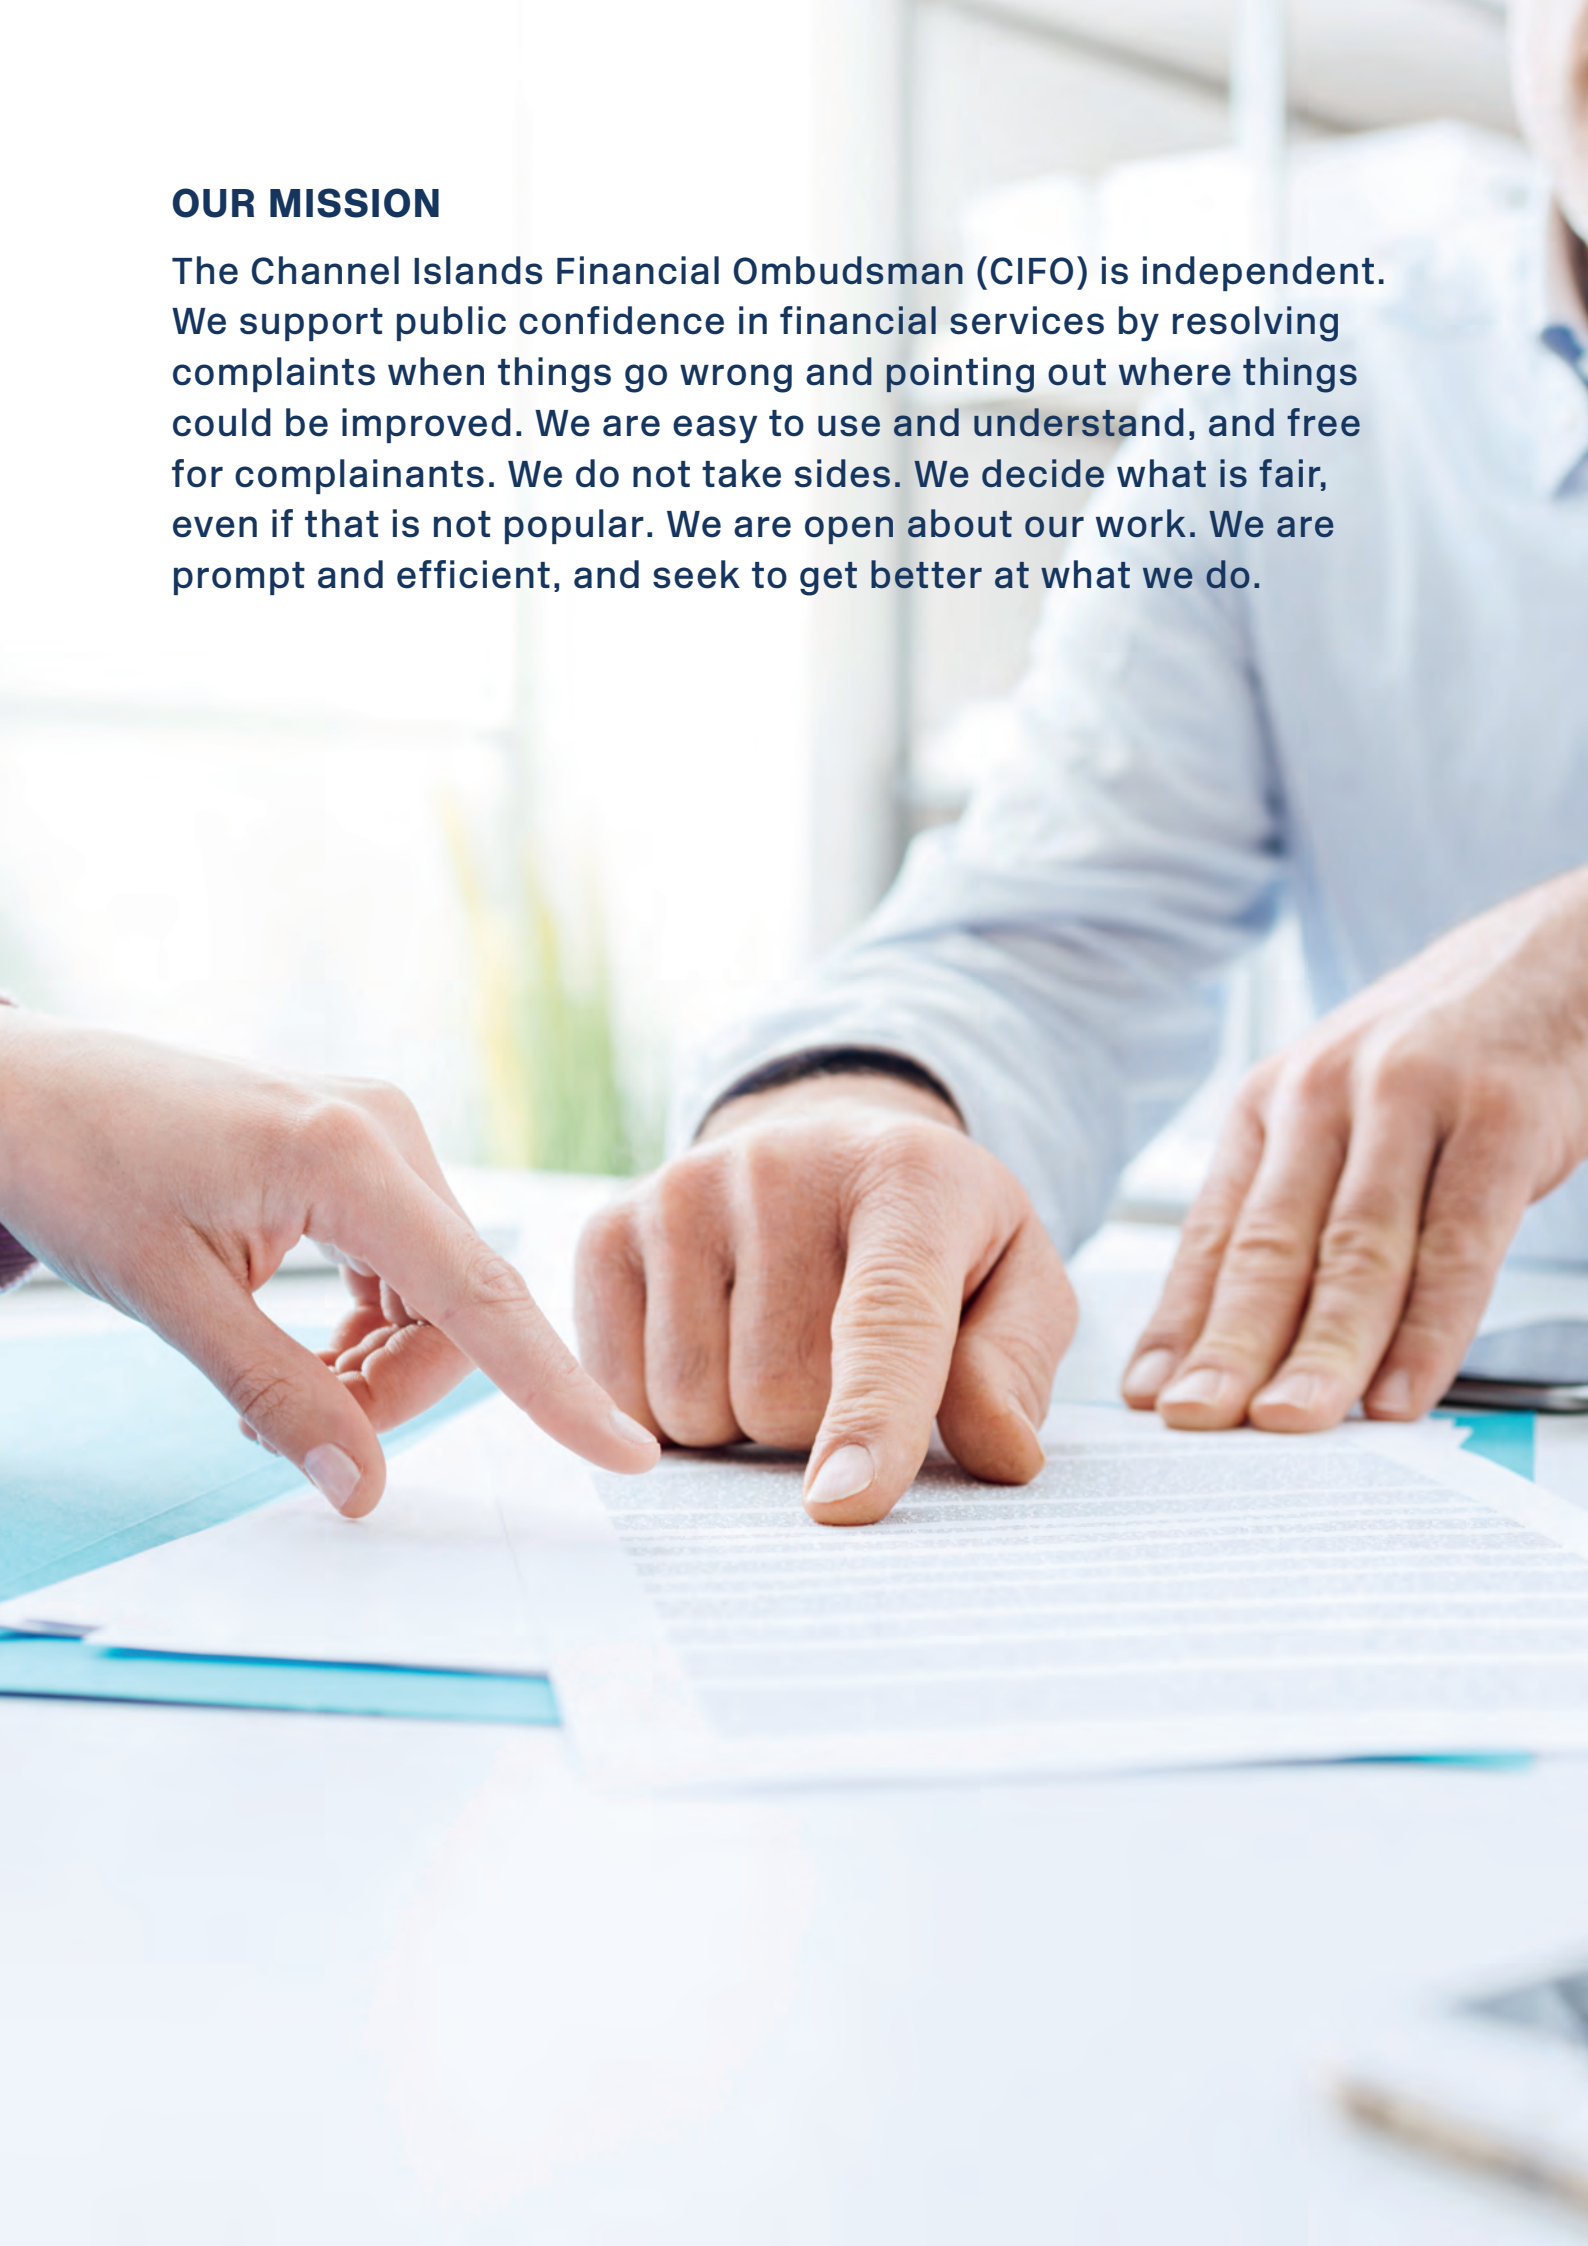 OUR MISSION
The Channel Islands Financial Ombudsman (CIFO) is independent.
We support public confidence in financial services by resolving
complaints when things go wrong and pointing out where things
could be improved. We are easy to use and understand, and free
for complainants. We do not take sides. We decide what is fair,
even if that is not popular. We are open about our work. We are
prompt and efficient, and seek to get better at what we do.